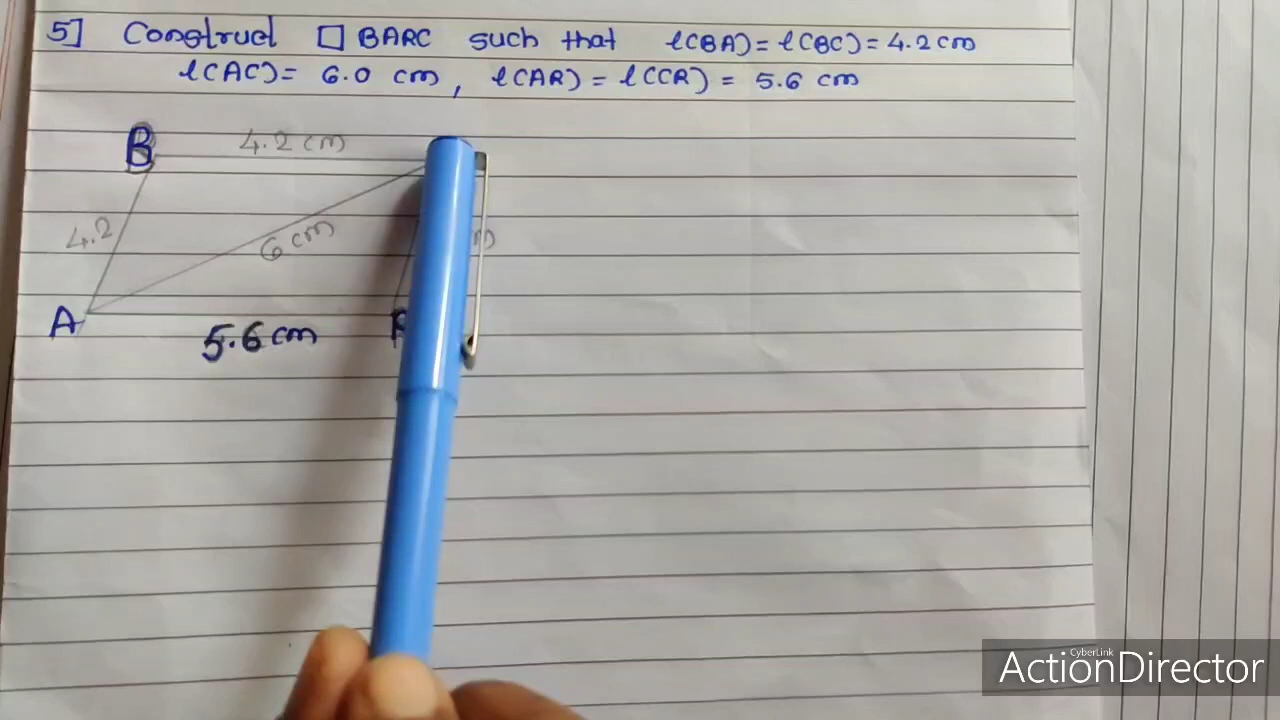 5] Construct □ BARC such that l(BA) = l(BC) = 4.2 cm
l(AC) = 6.0 cm, l(AR) = l(CR) = 5.6 cm
B
4.2 cm
4.2
6 cm
A
5.6 cm
CyberLink
ActionDirector